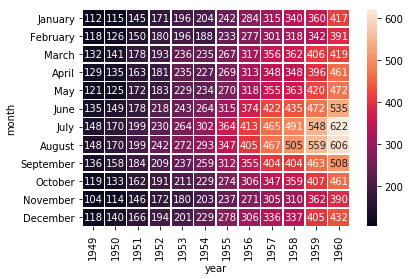 January 112 115 145 171 196 204 242 284 315 340 360 417
February 118 126 150 180 196 188 233 277 301 318 342 391
March 132 141 178 193 236 235 267 317 356 362 406 419
April 129 135 163 181 235 227 269 313 348 348 396 461
May 121 125 172 183 229 234 270 318 355 363 420 472
June 135 149 178 218 243 264 315 374 422 435 472 535
July 148 170 199 230 264 302 364 413 465 491 548 622
August 148 170 199 242 272 293 347 405 467 505 559 606
September 136 158 184 209 237 259 312 355 404 404 463 508
October 119 133 162 191 211 229 274 306 347 359 407 461
November 104 114 146 172 180 203 237 271 305 310 362 390
December 118 140 166 194 201 229 278 306 336 337 405 432
1949 1950 1951 1952 1953 1954 1955 1956 1957 1958 1959 1960
year
month
600
500
400
300
200